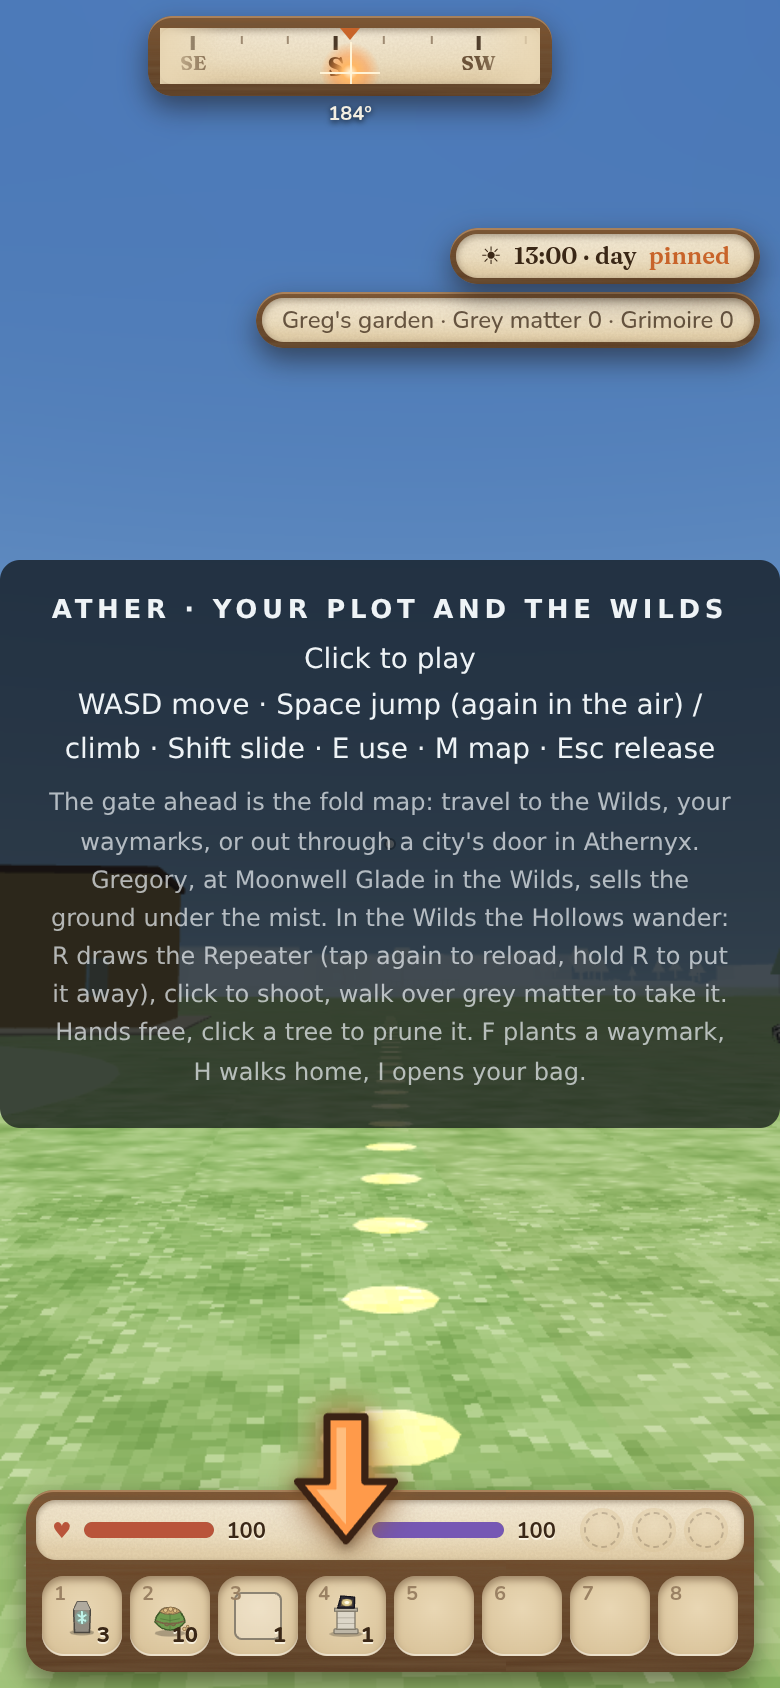 SE S SW
184°
13:00 · day pinned
Greg's garden · Grey matter 0 · Grimoire 0
ATHER · YOUR PLOT AND THE WILDS
Click to play
WASD move · Space jump (again in the air) /
climb · Shift slide · E use · M map · Esc release
The gate ahead is the fold map: travel to the Wilds, your
waymarks, or out through a city's door in Athernyx.
Gregory, at Moonwell Glade in the Wilds, sells the
ground under the mist. In the Wilds the Hollows wander:
R draws the Repeater (tap again to reload, hold R to put
it away), click to shoot, walk over grey matter to take it.
Hands free, click a tree to prune it. F plants a waymark,
H walks home, I opens your bag.
100 100
1 2 3 4 5 6 7 8
3 10 1 1